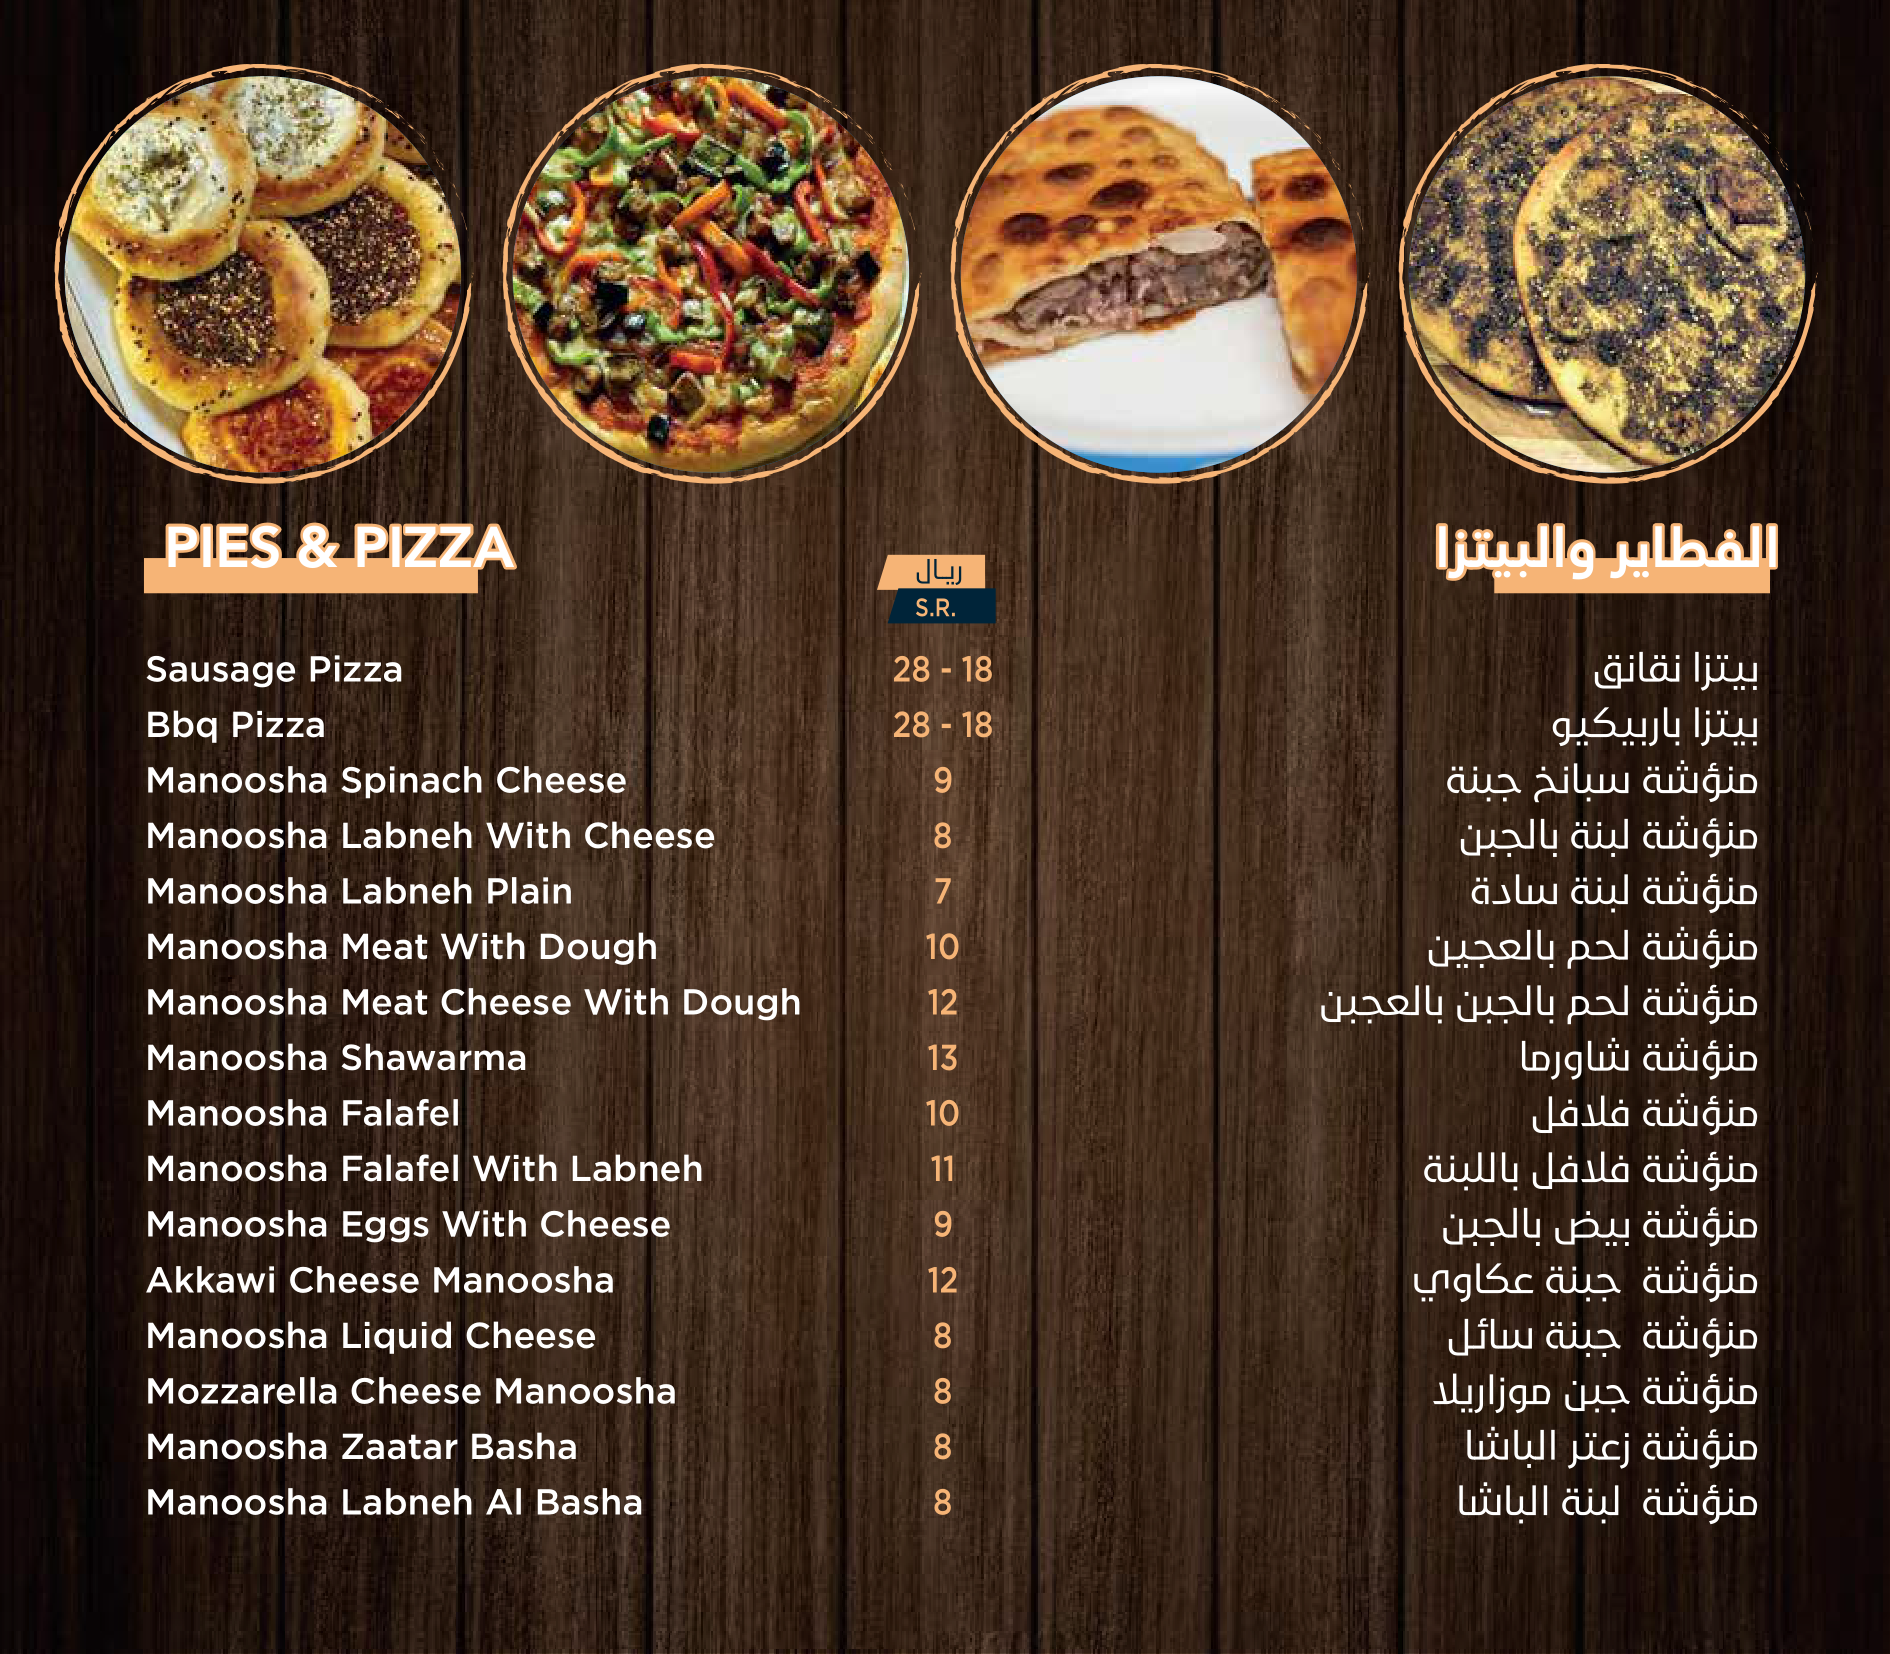 PIES & PIZZA
الفطاير والبيتزا
ريال
S.R.
Sausage Pizza 28 - 18 بيتزا نقانق
Bbq Pizza 28 - 18 بيتزا باربيكيو
Manoosha Spinach Cheese 9 منؤشة سبانخ جبنة
Manoosha Labneh With Cheese 8 منؤشة لبنة بالجبن
Manoosha Labneh Plain 7 منؤشة لبنة سادة
Manoosha Meat With Dough 10 منؤشة لحم بالعجين
Manoosha Meat Cheese With Dough 12 منؤشة لحم بالجبن بالعجبن
Manoosha Shawarma 13 منؤشة شاورما
Manoosha Falafel 10 منؤشة فلافل
Manoosha Falafel With Labneh 11 منؤشة فلافل باللبنة
Manoosha Eggs With Cheese 9 منؤشة بيض بالجبن
Akkawi Cheese Manoosha 12 منؤشة جبنة عكاوي
Manoosha Liquid Cheese 8 منؤشة جبنة سائل
Mozzarella Cheese Manoosha 8 منؤشة جبن موزاريلا
Manoosha Zaatar Basha 8 منؤشة زعتر الباشا
Manoosha Labneh Al Basha 8 منؤشة لبنة الباشا